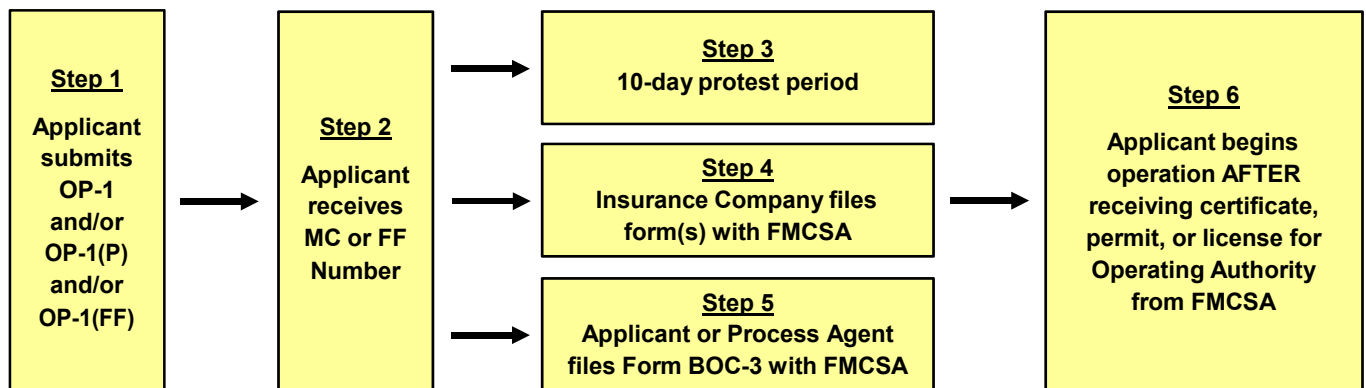 Step 1
Applicant
submits
OP-1
and/or
OP-1(P)
and/or
OP-1(FF)
Step 2
Applicant
receives
MC or FF
Number
Step 3
10-day protest period
Step 4
Insurance Company files
form(s) with FMCSA
Step 5
Applicant or Process Agent
files Form BOC-3 with FMCSA
Step 6
Applicant begins
operation AFTER
receiving certificate,
permit, or license for
Operating Authority
from FMCSA